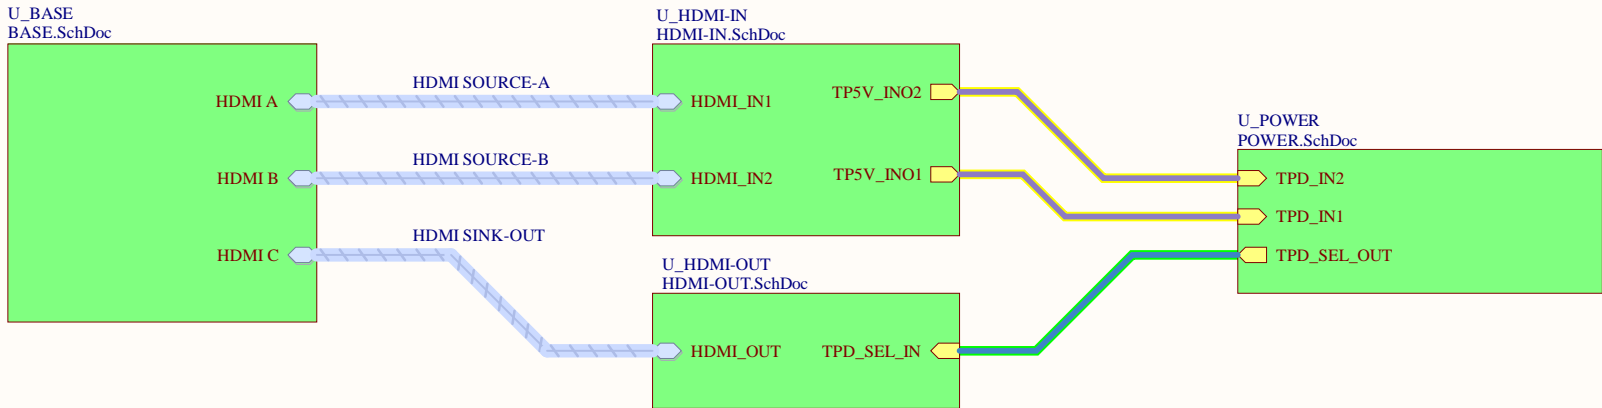 U_BASE
BASE.SchDoc
HDMI A
HDMI B
HDMI C
HDMI SOURCE-A
HDMI SOURCE-B
HDMI SINK-OUT
U_HDMI-IN
HDMI-IN.SchDoc
HDMI_IN1
HDMI_IN2
TP5V_INO2
TP5V_INO1
U_HDMI-OUT
HDMI-OUT.SchDoc
HDMI_OUT
TPD_SEL_IN
U_POWER
POWER.SchDoc
TPD_IN2
TPD_IN1
TPD_SEL_OUT